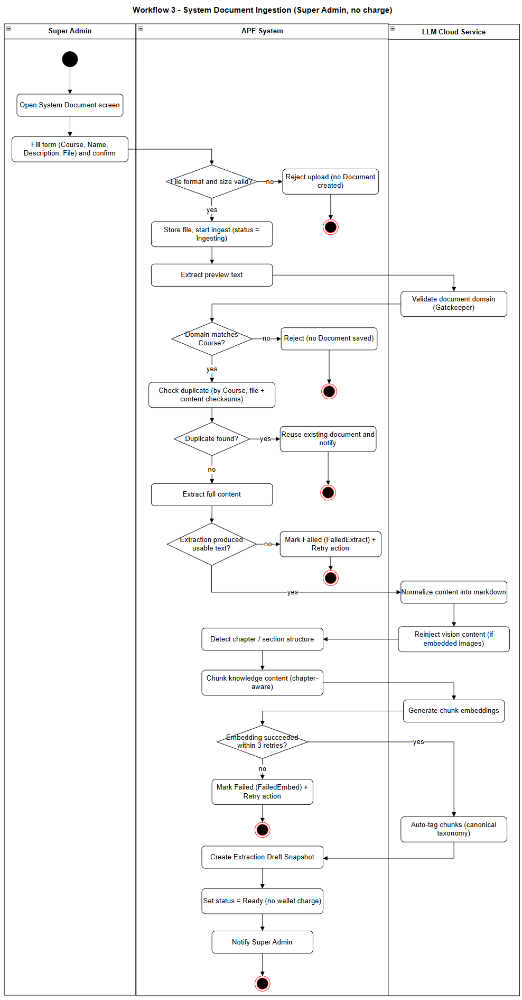 Workflow 3 - System Document Ingestion (Super Admin, no charge)
Super Admin
APE System
LLM Cloud Service
Open System Document screen
Fill form (Course, Name,
Description, File) and confirm
File format and size valid?
no
Reject upload (no Document
created)
yes
Store file, start ingest (status =
Ingesting)
Extract preview text
Validate document domain
(Gatekeeper)
Domain matches
Course?
no
Reject (no Document saved)
yes
Check duplicate (by Course, file +
content checksums)
Duplicate found?
yes
Reuse existing document and
notify
no
Extract full content
Extraction produced
usable text?
no
Mark Failed (FailedExtract) +
Retry action
yes
Normalize content into markdown
Reinject vision content (if
embedded images)
Detect chapter / section structure
Chunk knowledge content (chapter-
aware)
Generate chunk embeddings
Embedding succeeded
within 3 retries?
yes
no
Mark Failed (FailedEmbed) +
Retry action
Auto-tag chunks (canonical
taxonomy)
Create Extraction Draft Snapshot
Set status = Ready (no wallet charge)
Notify Super Admin